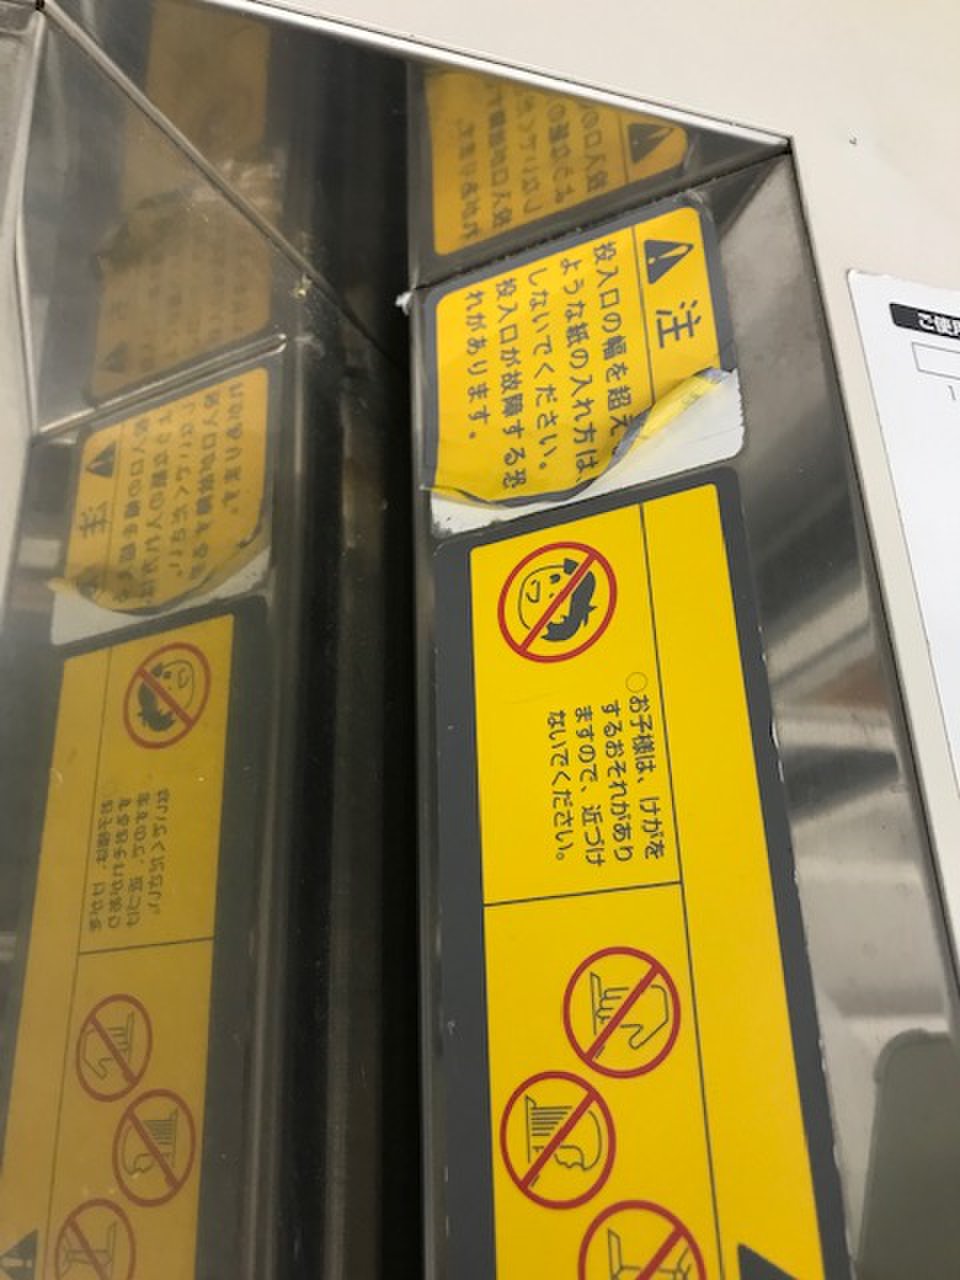 注
投入口の幅を超え
ような紙の入れ方は、
しないでください。
投入口が故障する恐
れがあります。
○お子様は、けがを
するおそれがあり
ますので、近づけ
ないでください。